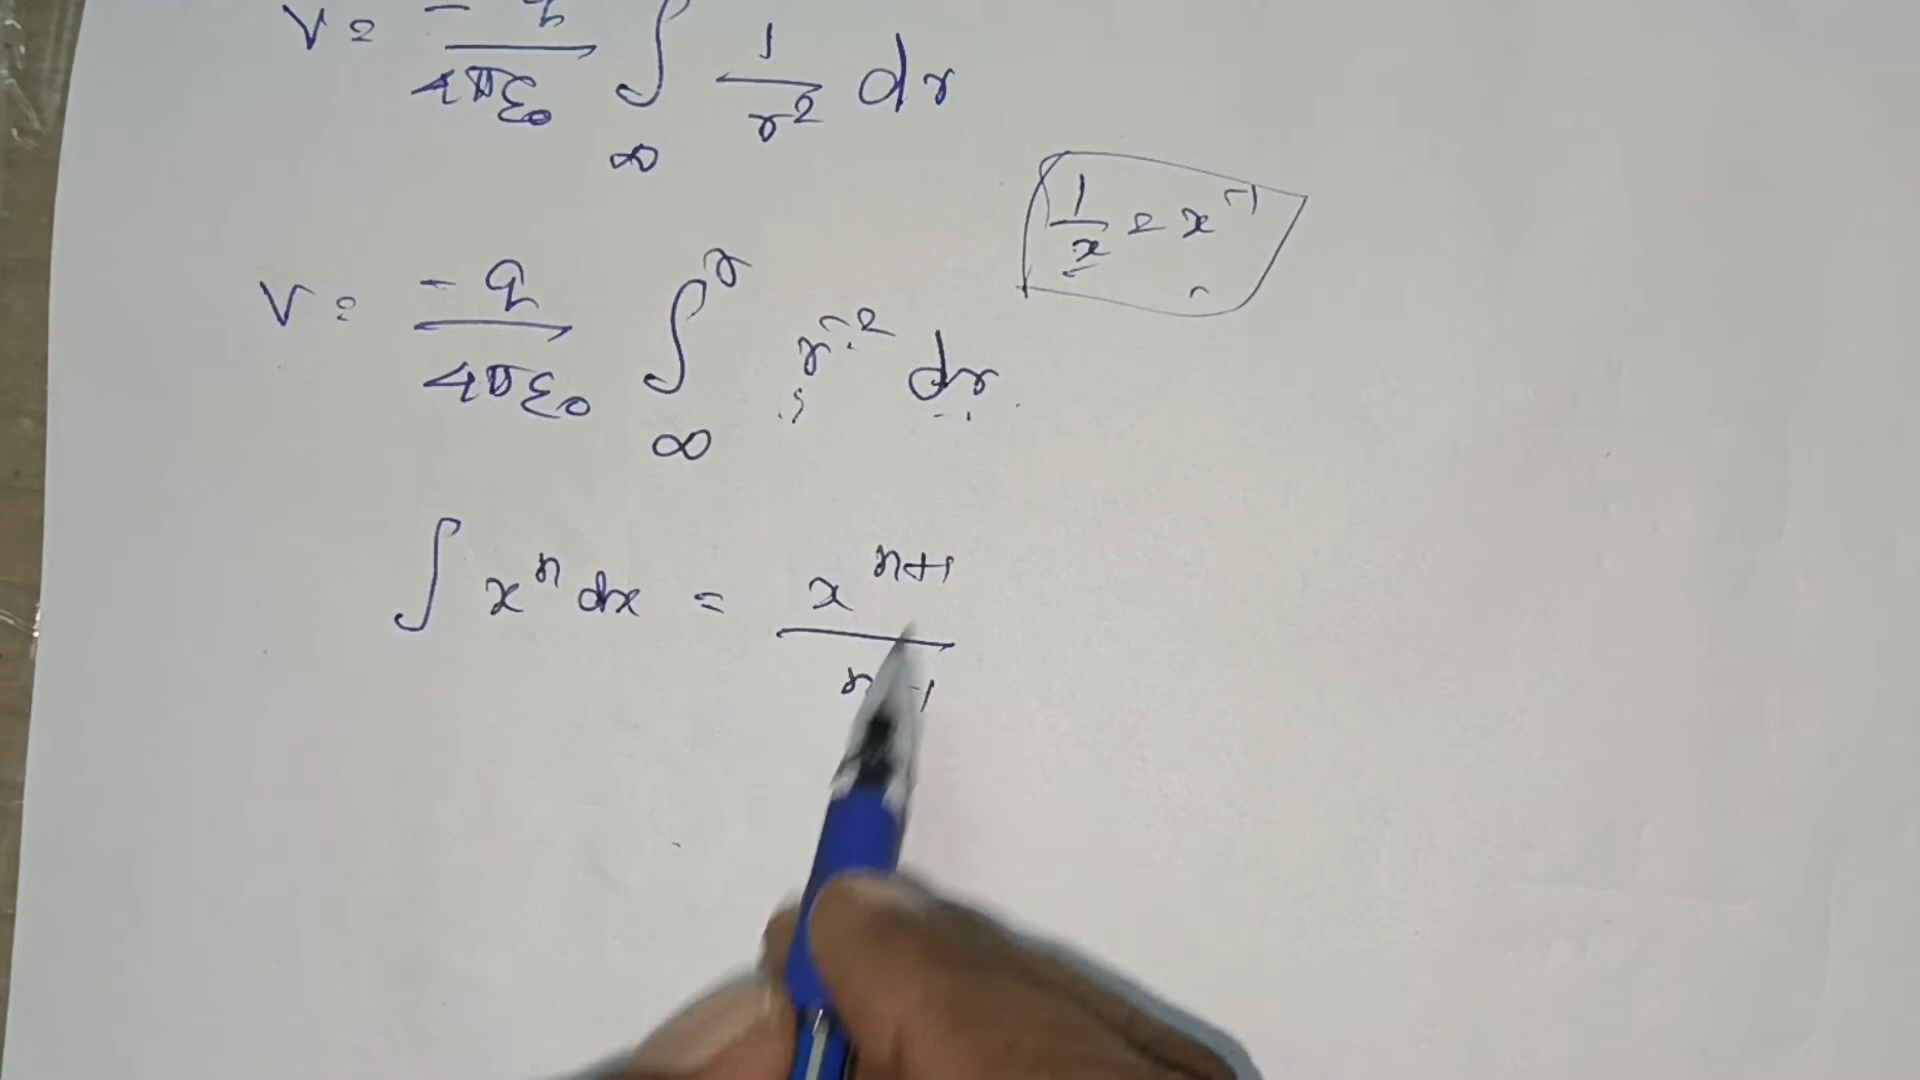 V = -q/4πε₀ ∫∞ 1/r² dr
1/x = x⁻¹
V = -q/4πε₀ ∫∞^r r⁻² dr
∫ xⁿ dx = xⁿ⁺¹/n+1